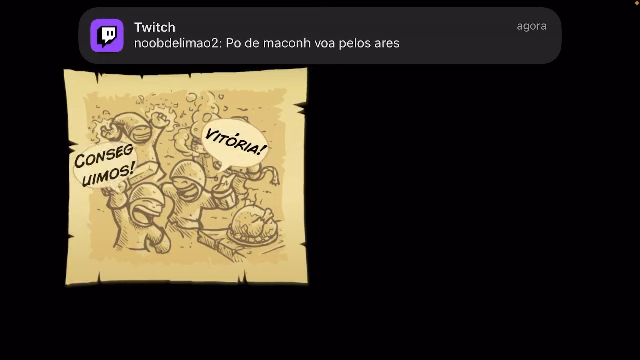 Twitch
agora
noobdelimao2: Po de maconh voa pelos ares
CONSEG
UIMOS!
VITÓRIA!